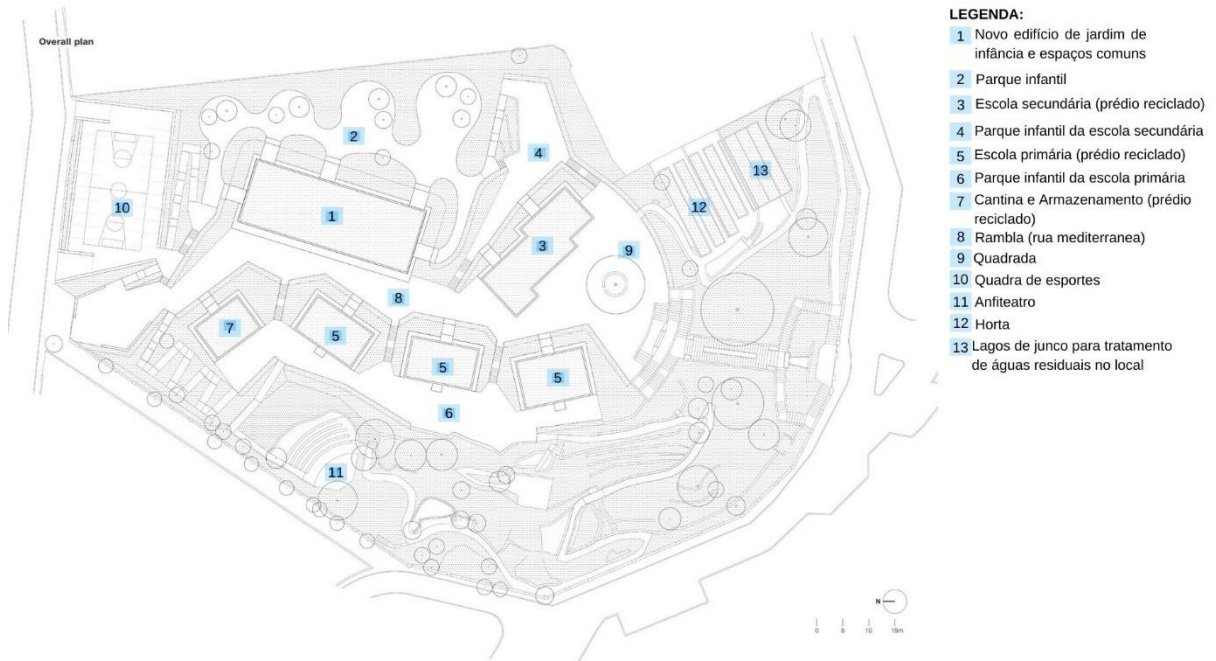 Overall plan
2
4
13
10
12
1
3
9
8
7
5
5
5
6
11
N
0 5 10 15m
LEGENDA:
1 Novo edifício de jardim de
infância e espaços comuns
2 Parque infantil
3 Escola secundária (prédio reciclado)
4 Parque infantil da escola secundária
5 Escola primária (prédio reciclado)
6 Parque infantil da escola primária
7 Cantina e Armazenamento (prédio
reciclado)
8 Rambla (rua mediterranea)
9 Quadrada
10 Quadra de esportes
11 Anfiteatro
12 Horta
13 Lagos de junco para tratamento
de águas residuais no local